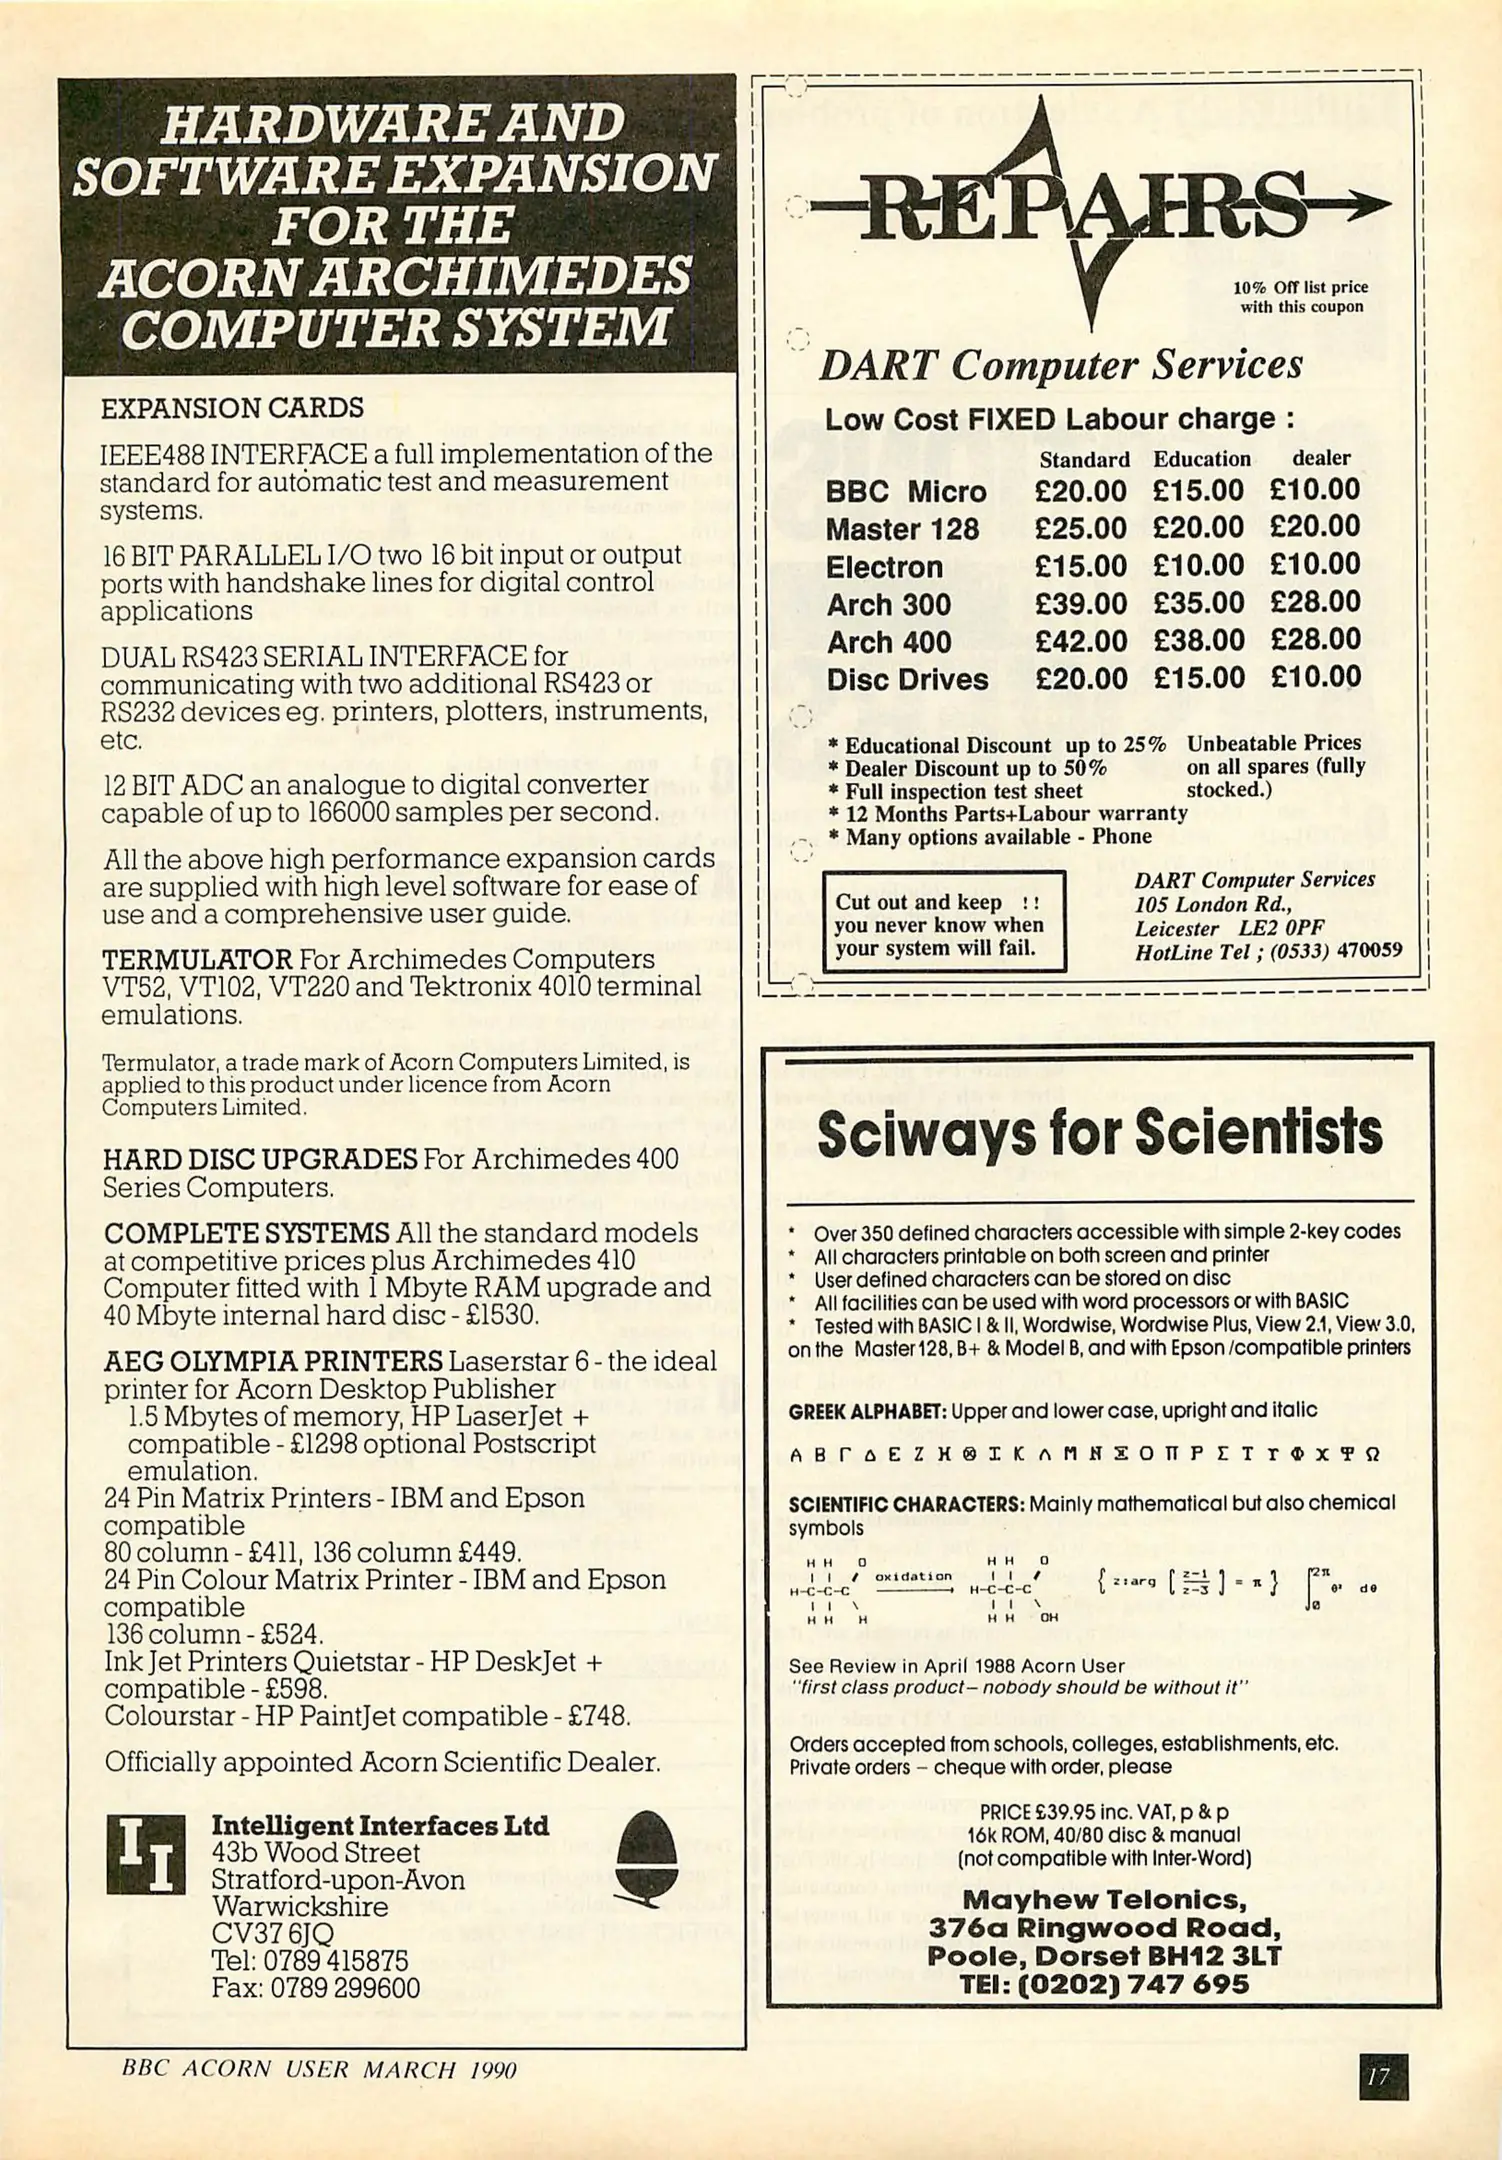 HARDWARE AND
SOFTWARE EXPANSION
FOR THE
ACORN ARCHIMEDES
COMPUTER SYSTEM
EXPANSION CARDS
IEEE488 INTERFACE a full implementation of the
standard for automatic test and measurement
systems.
16 BIT PARALLEL I/O two 16 bit input or output
ports with handshake lines for digital control
applications
DUAL RS423 SERIAL INTERFACE for
communicating with two additional RS423 or
RS232 devices eg. printers, plotters, instruments,
etc.
12 BIT ADC an analogue to digital converter
capable of up to 166000 samples per second.
All the above high performance expansion cards
are supplied with high level software for ease of
use and a comprehensive user guide.
TERMULATOR For Archimedes Computers
VT52, VT102, VT220 and Tektronix 4010 terminal
emulations.
Termulator, a trade mark of Acorn Computers Limited, is
applied to this product under licence from Acorn
Computers Limited.
HARD DISC UPGRADES For Archimedes 400
Series Computers.
COMPLETE SYSTEMS All the standard models
at competitive prices plus Archimedes 410
Computer fitted with 1 Mbyte RAM upgrade and
40 Mbyte internal hard disc - £1530.
AEG OLYMPIA PRINTERS Laserstar 6 - the ideal
printer for Acorn Desktop Publisher
1.5 Mbytes of memory, HP LaserJet +
compatible - £1298 optional Postscript
emulation.
24 Pin Matrix Printers - IBM and Epson
compatible
80 column - £411, 136 column £449.
24 Pin Colour Matrix Printer - IBM and Epson
compatible
136 column - £524.
Ink Jet Printers Quietstar - HP DeskJet +
compatible - £598.
Colourstar - HP PaintJet compatible - £748.
Officially appointed Acorn Scientific Dealer.
II
Intelligent Interfaces Ltd
43b Wood Street
Stratford-upon-Avon
Warwickshire
CV37 6JQ
Tel: 0789 415875
Fax: 0789 299600
REPAIRS
10% Off list price
with this coupon
DART Computer Services
Low Cost FIXED Labour charge :
Standard Education dealer
BBC Micro £20.00 £15.00 £10.00
Master 128 £25.00 £20.00 £20.00
Electron £15.00 £10.00 £10.00
Arch 300 £39.00 £35.00 £28.00
Arch 400 £42.00 £38.00 £28.00
Disc Drives £20.00 £15.00 £10.00
* Educational Discount up to 25%
* Dealer Discount up to 50%
* Full inspection test sheet
* 12 Months Parts+Labour warranty
* Many options available - Phone
Unbeatable Prices
on all spares (fully
stocked.)
Cut out and keep !!
you never know when
your system will fail.
DART Computer Services
105 London Rd.,
Leicester LE2 OPF
HotLine Tel ; (0533) 470059
Sciways for Scientists
* Over 350 defined characters accessible with simple 2-key codes
* All characters printable on both screen and printer
* User defined characters can be stored on disc
* All facilities can be used with word processors or with BASIC
* Tested with BASIC I & II, Wordwise, Wordwise Plus, View 2.1, View 3.0,
on the Master 128, B+ & Model B, and with Epson/compatible printers
GREEK ALPHABET: Upper and lower case, upright and italic
Α Β Γ Δ Ε Ζ Η Θ Ι Κ Λ Μ Ν Ξ Ο Π Ρ Σ Τ Υ Φ Χ Ψ Ω
SCIENTIFIC CHARACTERS: Mainly mathematical but also chemical
symbols
H H O H H O
H-C-C-C oxidation H-C-C-C { z:arg [ z-1 / z-3 ] = π } ∫ 2π 0 θ² dθ
H H H H H OH
See Review in April 1988 Acorn User
"first class product – nobody should be without it"
Orders accepted from schools, colleges, establishments, etc.
Private orders – cheque with order, please
PRICE £39.95 inc. VAT, p & p
16k ROM, 40/80 disc & manual
(not compatible with Inter-Word)
Mayhew Telonics,
376a Ringwood Road,
Poole, Dorset BH12 3LT
TEl: (0202) 747 695
BBC ACORN USER MARCH 1990
17